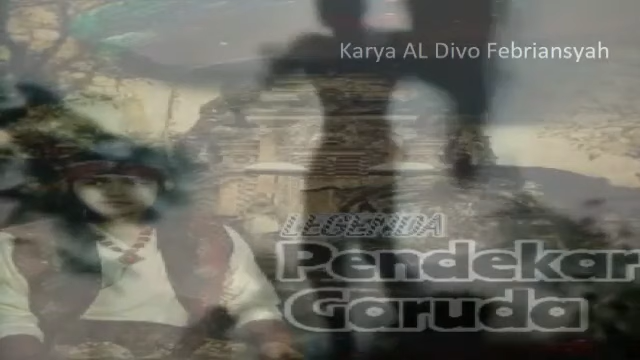 Karya AL Divo Febriansyah
LEGENDA
Pendekar
Garuda